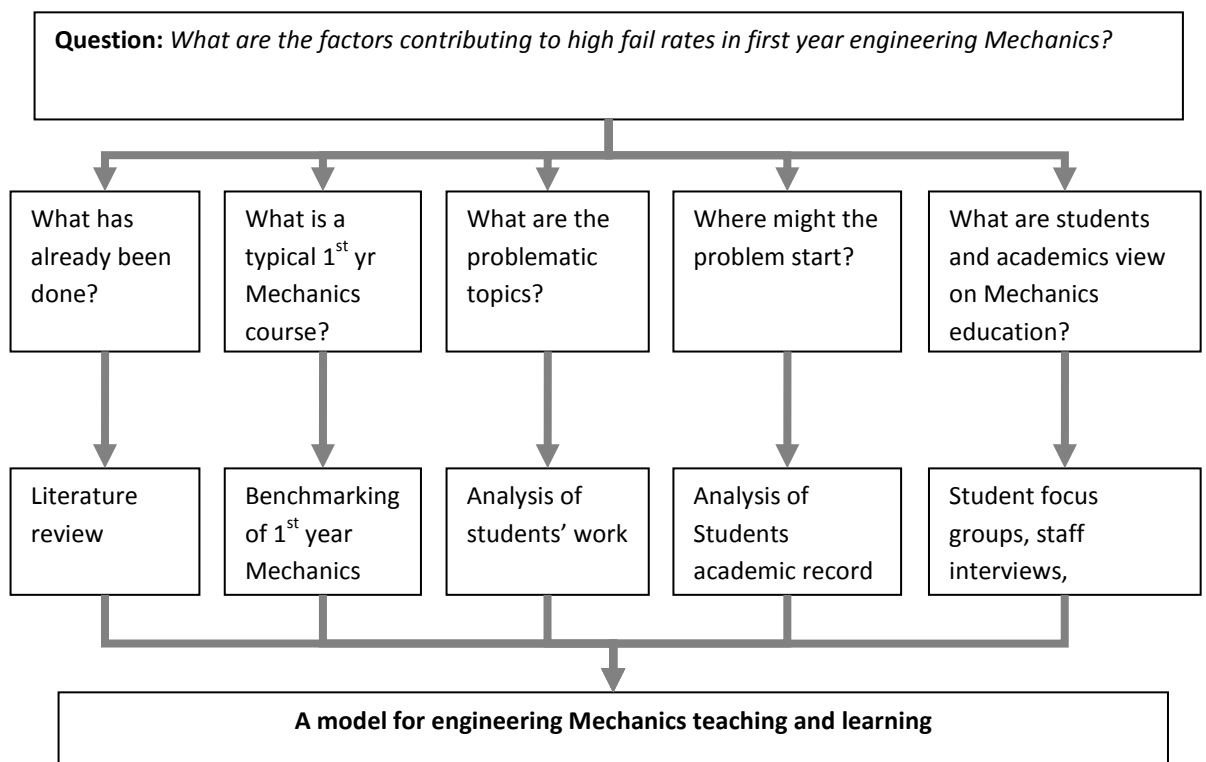 Question: What are the factors contributing to high fail rates in first year engineering Mechanics?
What has
already been
done?
What is a
typical 1st yr
Mechanics
course?
What are the
problematic
topics?
Where might the
problem start?
What are students
and academics view
on Mechanics
education?
Literature
review
Benchmarking
of 1st year
Mechanics
Analysis of
students’ work
Analysis of
Students
academic record
Student focus
groups, staff
interviews,
A model for engineering Mechanics teaching and learning